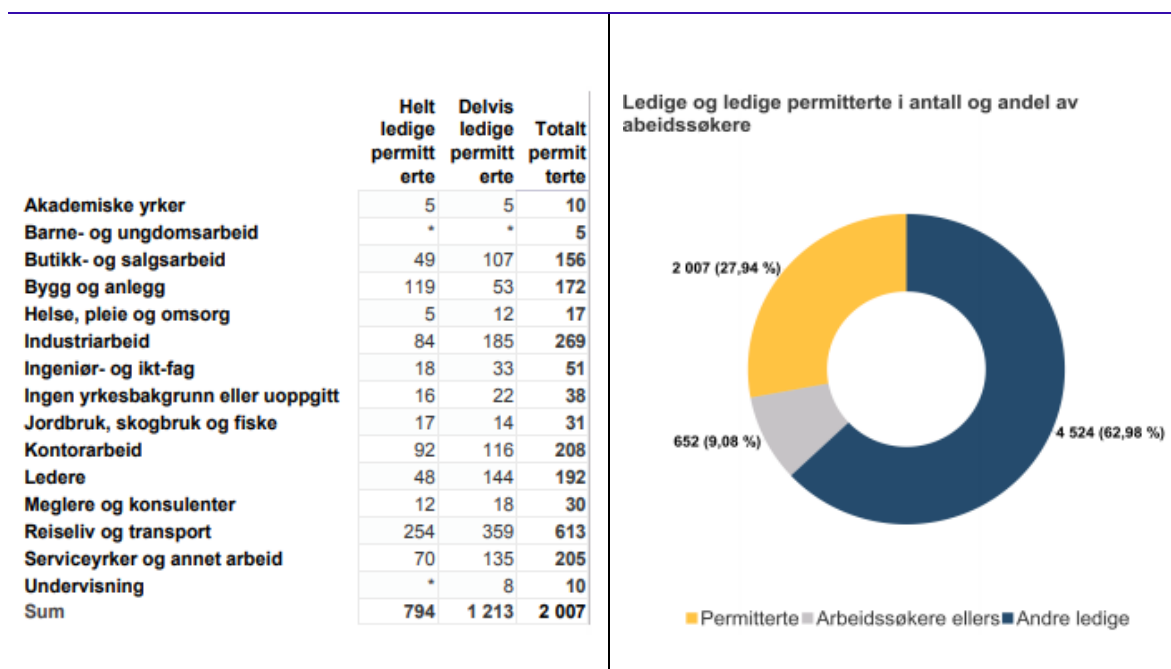 Helt ledige permitt erte Delvis ledige permitt erte Totalt permit terte
Akademiske yrker 5 5 10
Barne- og ungdomsarbeid * * 5
Butikk- og salgsarbeid 49 107 156
Bygg og anlegg 119 53 172
Helse, pleie og omsorg 5 12 17
Industriarbeid 84 185 269
Ingeniør- og ikt-fag 18 33 51
Ingen yrkesbakgrunn eller uoppgitt 16 22 38
Jordbruk, skogbruk og fiske 17 14 31
Kontorarbeid 92 116 208
Ledere 48 144 192
Meglere og konsulenter 12 18 30
Reiseliv og transport 254 359 613
Serviceyrker og annet arbeid 70 135 205
Undervisning * 8 10
Sum 794 1 213 2 007
Ledige og ledige permitterte i antall og andel av
abeidssøkere
2 007 (27,94 %)
652 (9,08 %)
4 524 (62,98 %)
Permitterte Arbeidssøkere ellers Andre ledige